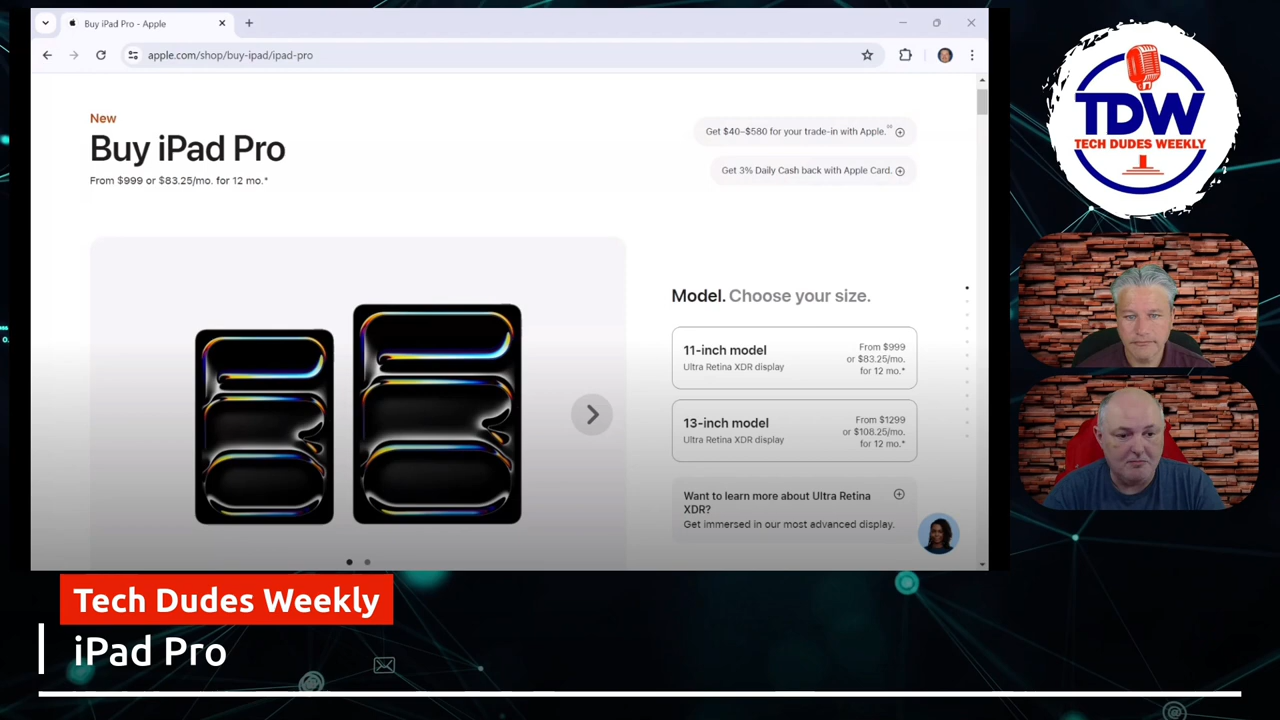 Buy iPad Pro - Apple
apple.com/shop/buy-ipad/ipad-pro
New
Buy iPad Pro
From $999 or $83.25/mo. for 12 mo.*
Get $40–$580 for your trade-in with Apple.
Get 3% Daily Cash back with Apple Card.
Model. Choose your size.
11-inch model
Ultra Retina XDR display
From $999
or $83.25/mo.
for 12 mo.*
13-inch model
Ultra Retina XDR display
From $1299
or $108.25/mo.
for 12 mo.*
Want to learn more about Ultra Retina
XDR?
Get immersed in our most advanced display.
TDW
TECH DUDES WEEKLY
Tech Dudes Weekly
iPad Pro